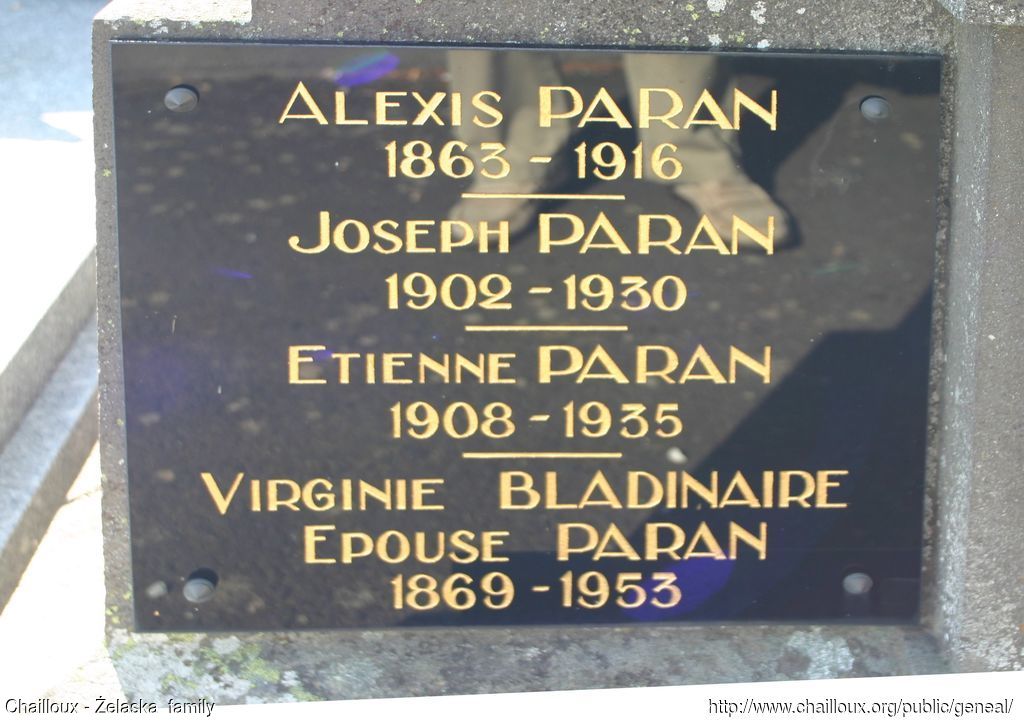 ALEXIS PARAN
1863 - 1916
JOSEPH PARAN
1902 - 1930
ETIENNE PARAN
1908 - 1935
VIRGINIE BLADINAIRE
EPOUSE PARAN
1869 - 1953
Chailloux - Żelaska family
http://www.chailloux.org/public/geneal/